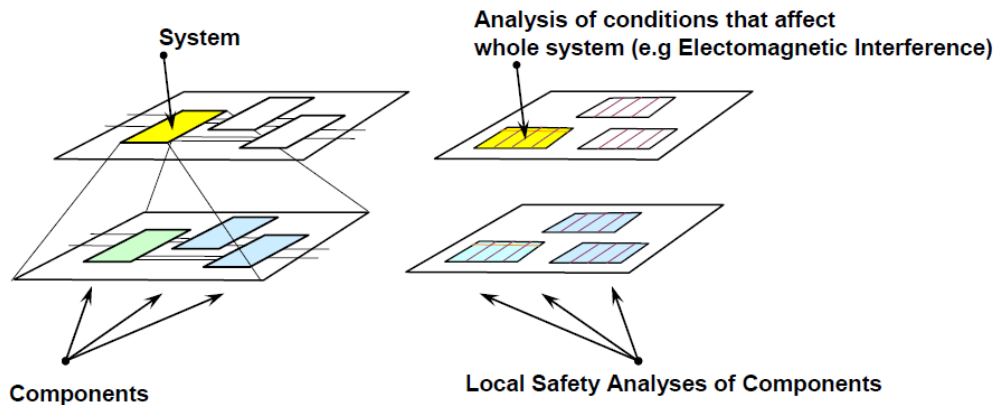 System
Analysis of conditions that affect
whole system (e.g Electomagnetic Interference)
Components
Local Safety Analyses of Components